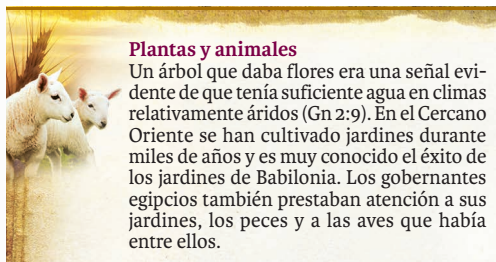 Plantas y animales
Un árbol que daba flores era una señal evi-
dente de que tenía suficiente agua en climas
relativamente áridos (Gn 2:9). En el Cercano
Oriente se han cultivado jardines durante
miles de años y es muy conocido el éxito de
los jardines de Babilonia. Los gobernantes
egipcios también prestaban atención a sus
jardines, los peces y a las aves que había
entre ellos.